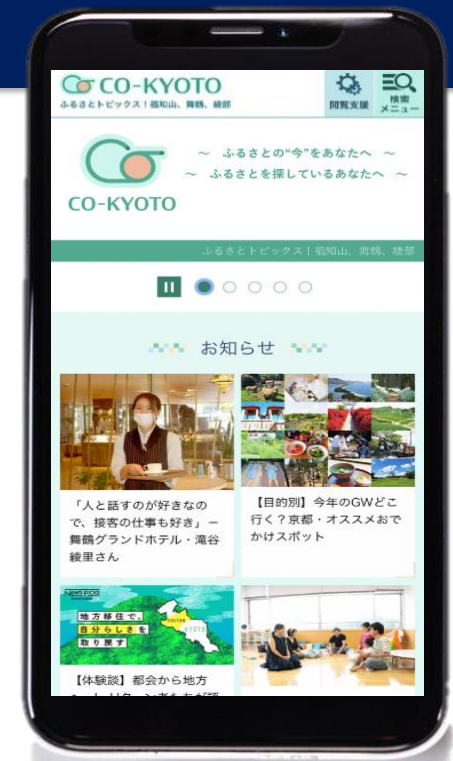 CO-KYOTO
ふるさとトピックス!福知山、舞鶴、綾部
閲覧支援
検索
メニュー
～ ふるさとの“今”をあなたへ ～
～ ふるさとを探しているあなたへ ～
CO-KYOTO
ふるさとトピックス!福知山、舞鶴、綾部
お知らせ
「人と話すのが好きなの
で、接客の仕事も好き」－
舞鶴グランドホテル・滝谷
綾里さん
【目的別】今年のGWどこ
行く？京都・オススメおで
かけスポット
NEWS PICKS
地方移住で、
自分らしさを
取り戻す
KYOTO
【体験談】都会から地方